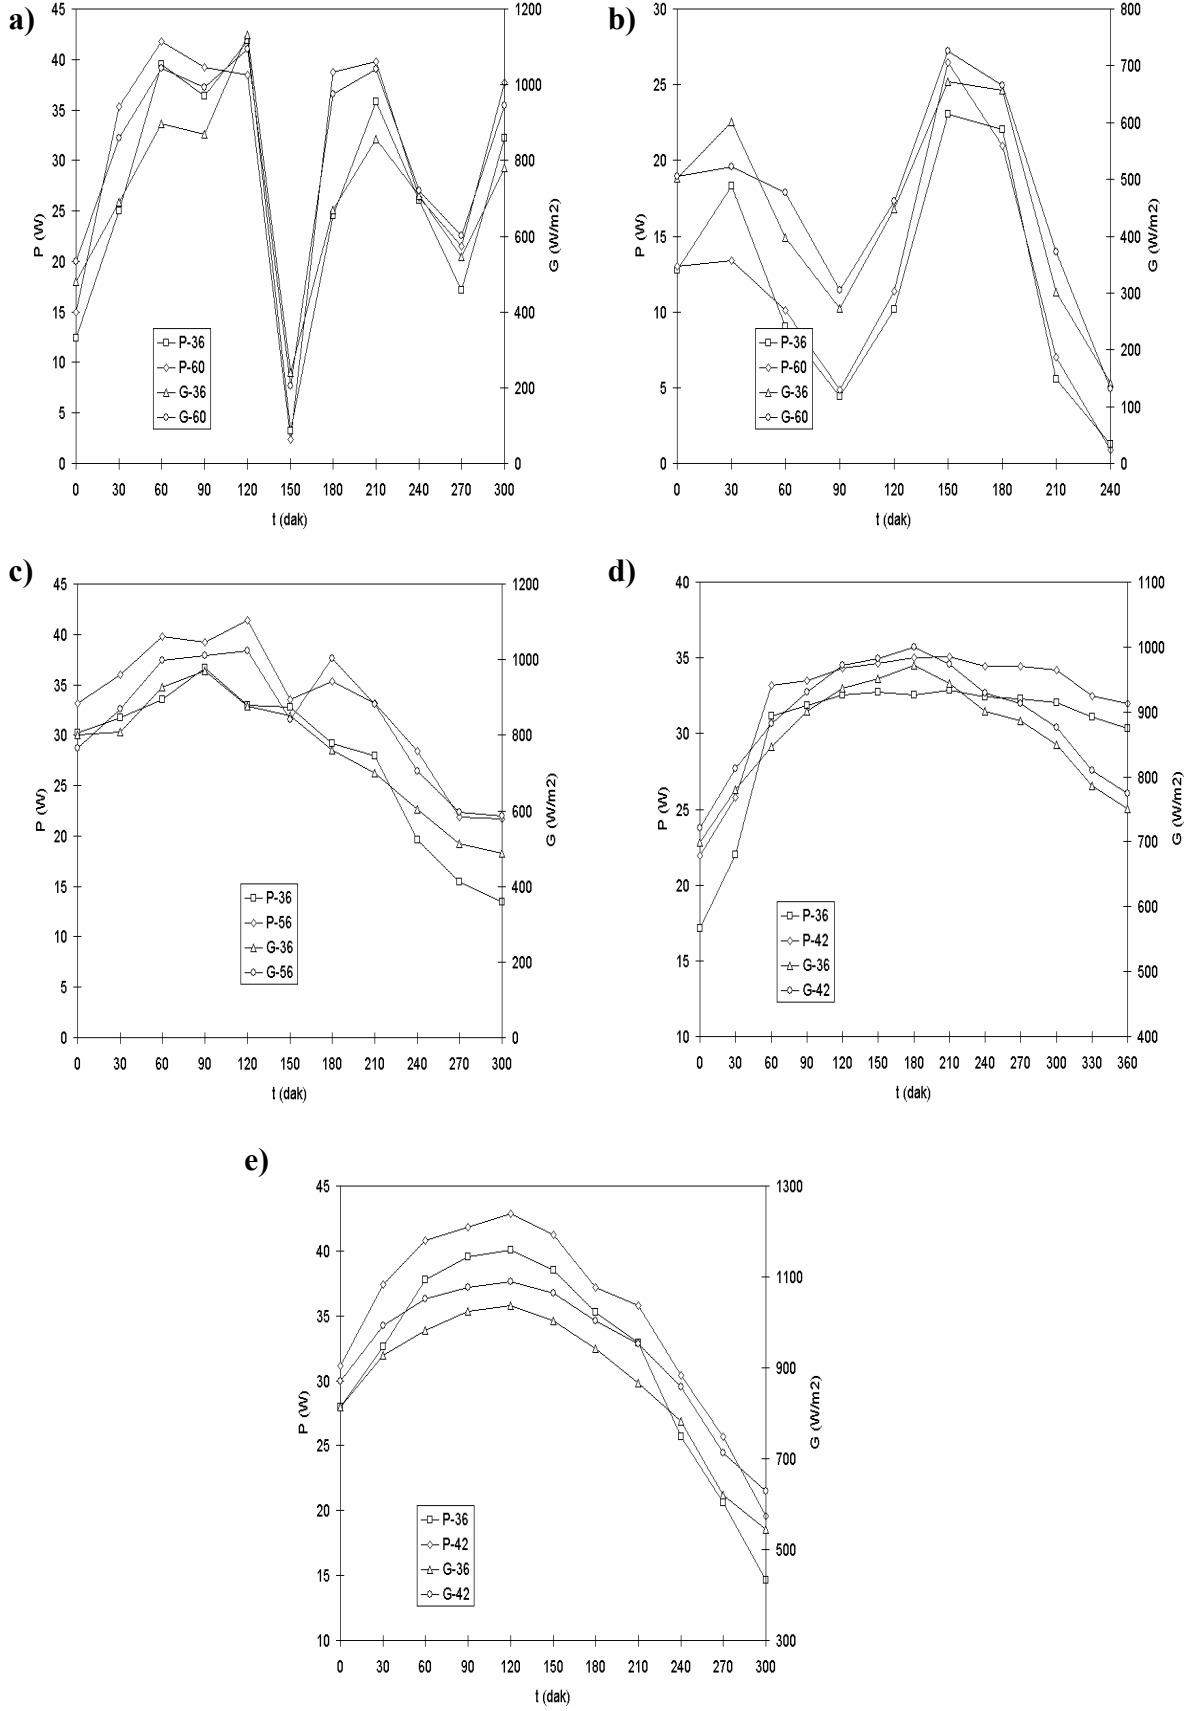 a)
45
40
35
30
25
20
15
10
5
0
P (W)
1200
1000
800
600
400
200
0
G (W/m2)
P-36
P-60
G-36
G-60
0 30 60 90 120 150 180 210 240 270 300
t (dak)
b)
30
25
20
15
10
5
0
P (W)
800
700
600
500
400
300
200
100
0
G (W/m2)
P-36
P-60
G-36
G-60
0 30 60 90 120 150 180 210 240
t (dak)
c)
45
40
35
30
25
20
15
10
5
0
P (W)
1200
1000
800
600
400
200
0
G (W/m2)
P-36
P-56
G-36
G-56
0 30 60 90 120 150 180 210 240 270 300
t (dak)
d)
40
35
30
25
20
15
10
P (W)
1100
1000
900
800
700
600
500
400
G (W/m2)
P-36
P-42
G-36
G-42
0 30 60 90 120 150 180 210 240 270 300 330 360
t (dak)
e)
45
40
35
30
25
20
15
10
P (W)
1300
1100
900
700
500
300
G (W/m2)
P-36
P-42
G-36
G-42
0 30 60 90 120 150 180 210 240 270 300
t (dak)